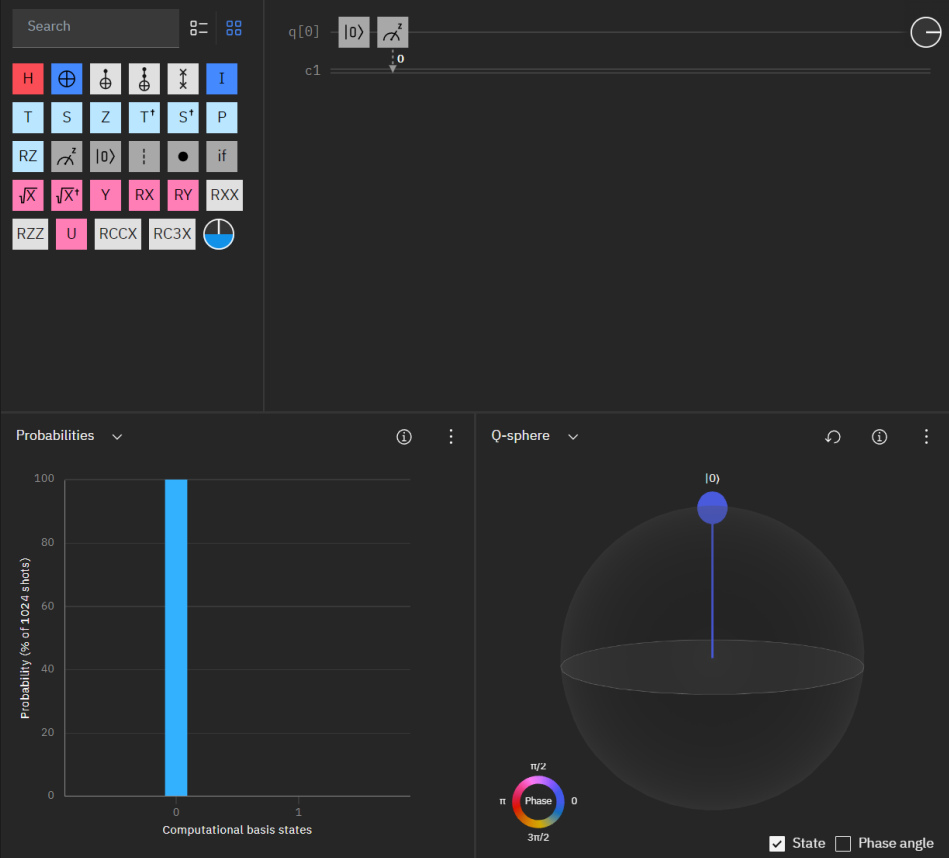 Search
H I
T S Z T† S† P
RZ z |0⟩ if
√X √X† Y RX RY RXX
RZZ U RCCX RC3X
q[0] |0⟩ z
0
c1
Probabilities
100
80
60
40
20
0
Probability (% of 1024 shots)
0 1
Computational basis states
Q-sphere
|0⟩
π/2
π Phase 0
3π/2
State Phase angle